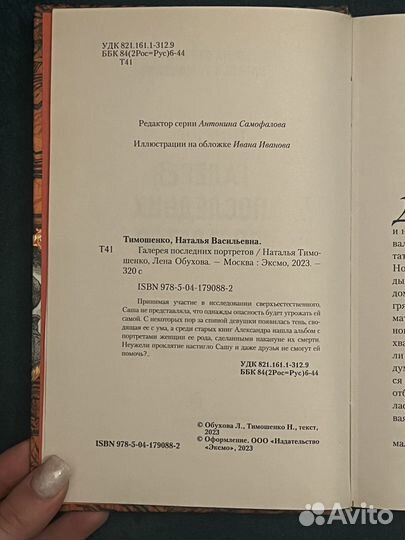 УДК 821.161.1-312.9
ББК 84(2Рос=Рус)6-44
Т41
Редактор серии Антонина Самофалова
Иллюстрации на обложке Ивана Иванова
Тимошенко, Наталья Васильевна.
Т41 Галерея последних портретов / Наталья Тимо-
шенко, Лена Обухова. — Москва : Эксмо, 2023. —
320 с
ISBN 978-5-04-179088-2
Принимая участие в исследовании сверхъестественного,
Саша не представляла, что однажды опасность будет угрожать ей
самой. С некоторых пор за спиной девушки появилась тень, сво-
дящая ее с ума, а среди старых книг Александра нашла альбом с
портретами женщин ее рода, сделанными накануне их смерти.
Неужели проклятие настигло Сашу и даже друзья не смогут ей
помочь?..
УДК 821.161.1-312.9
ББК 84(2Рос=Рус)6-44
© Обухова Л., Тимошенко Н., текст,
2023
© Оформление. ООО «Издательство
«Эксмо», 2023
ISBN 978-5-04-179088-2
Avito